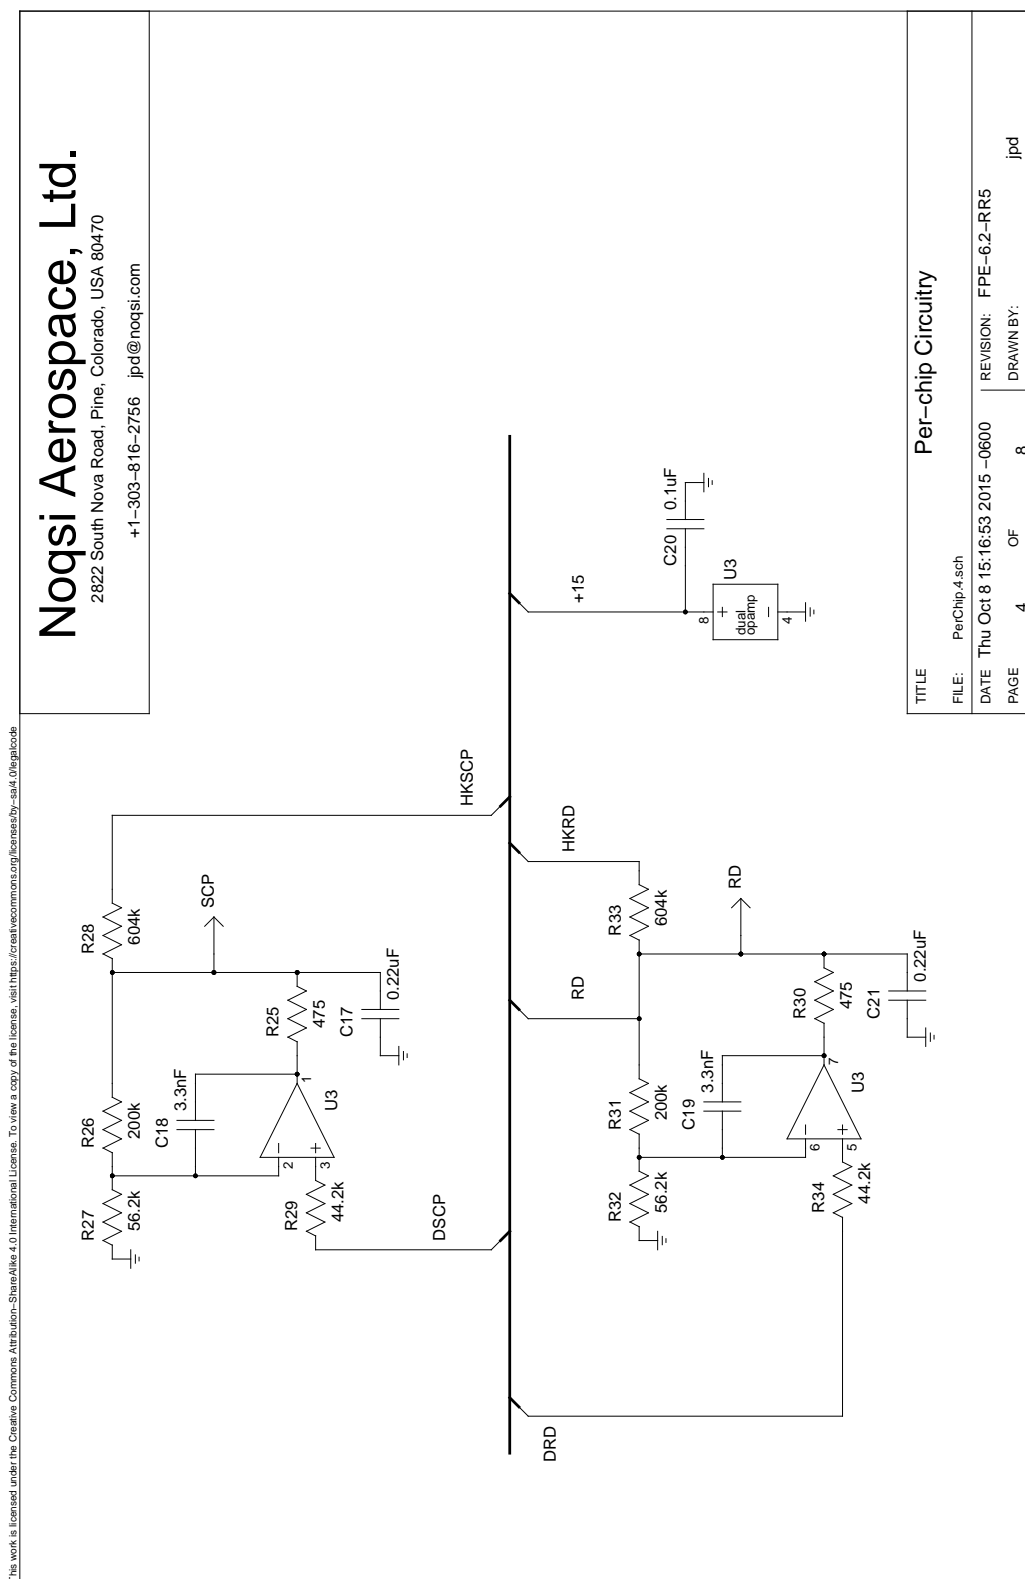 This work is licensed under the Creative Commons Attribution−ShareAlike 4.0 International License. To view a copy of the license, visit https://creativecommons.org/licenses/by−sa/4.0/legalcode
Noqsi Aerospace, Ltd.
2822 South Nova Road, Pine, Colorado, USA 80470
+1−303−816−2756 jpd@noqsi.com
R27
56.2k
R26
200k
R28
604k
C18
3.3nF
SCP
R29
44.2k
2
3
1
U3
R25
475
C17
0.22uF
DSCP
HKSCP
DRD
RD
HKRD
+15
R32
56.2k
R31
200k
R33
604k
C19
3.3nF
RD
R34
44.2k
6
5
7
U3
R30
475
C21
0.22uF
C20
0.1uF
8
4
dual
opamp
U3
TITLE
Per−chip Circuitry
FILE: PerChip.4.sch
REVISION: FPE−6.2−RR5
DATE Thu Oct 8 15:16:53 2015 −0600
PAGE 4 OF 8
DRAWN BY: jpd